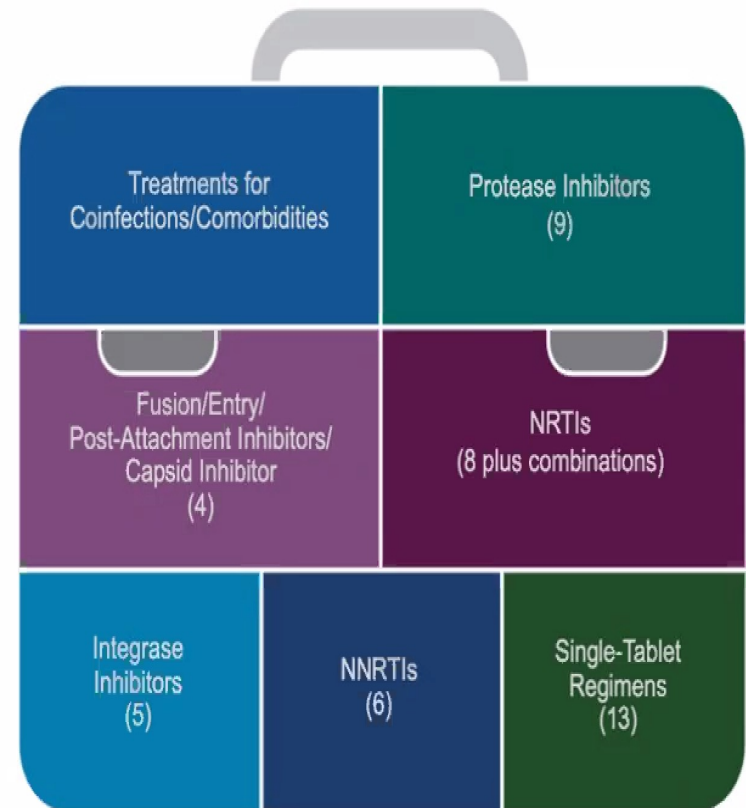 Treatments for
Coinfections/Comorbidities
Protease Inhibitors
(9)
Fusion/Entry/
Post-Attachment Inhibitors/
Capsid Inhibitor
(4)
NRTIs
(8 plus combinations)
Integrase
Inhibitors
(5)
NNRTIs
(6)
Single-Tablet
Regimens
(13)